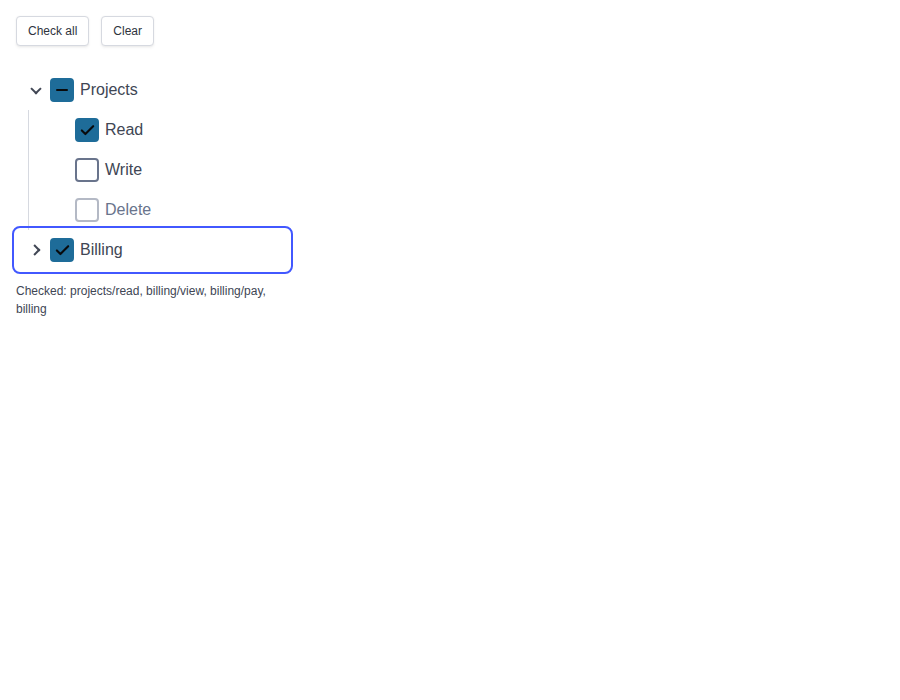 Check all Clear
Projects
Read
Write
Delete
Billing
Checked: projects/read, billing/view, billing/pay,
billing